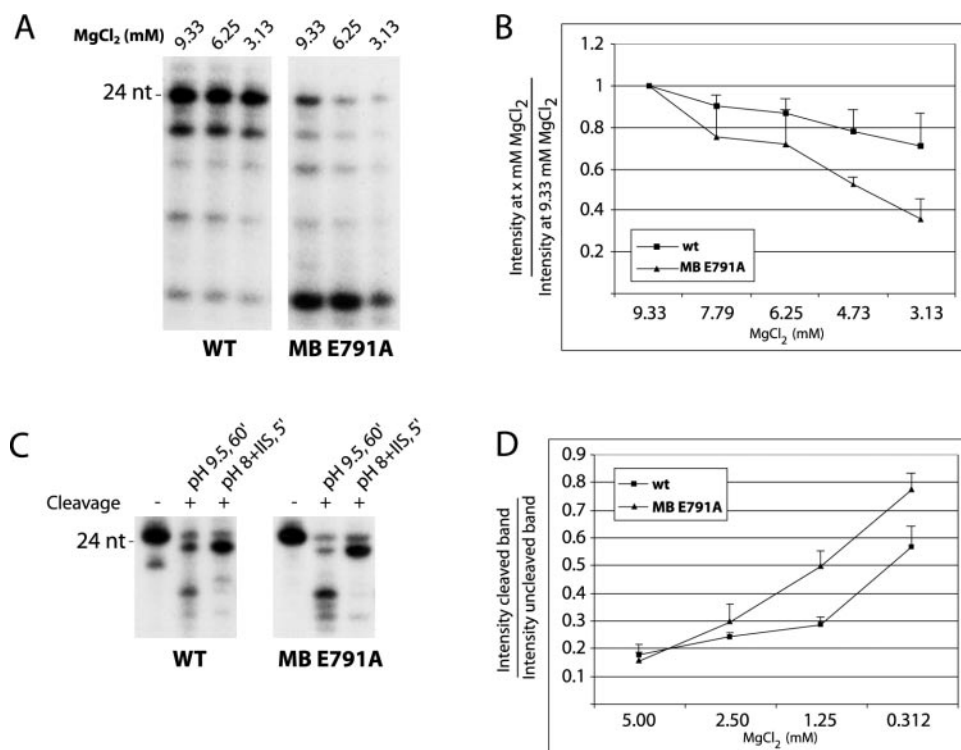 A
MgCl2 (mM)
9.33
6.25
3.13
9.33
6.25
3.13
24 nt
WT
MB E791A
B
Intensity at x mM MgCl2
Intensity at 9.33 mM MgCl2
1.2
1
0.8
0.6
0.4
0.2
wt
MB E791A
9.33
7.79
6.25
4.73
3.13
MgCl2 (mM)
C
pH 9.5, 60'
pH 8+IIS, 5'
pH 9.5, 60'
pH 8+IIS, 5'
Cleavage - + + - + +
24 nt
WT
MB E791A
D
Intensity cleaved band
Intensity uncleaved band
0.9
0.8
0.7
0.6
0.5
0.4
0.3
0.2
0.1
wt
MB E791A
5.00
2.50
1.25
0.312
MgCl2 (mM)